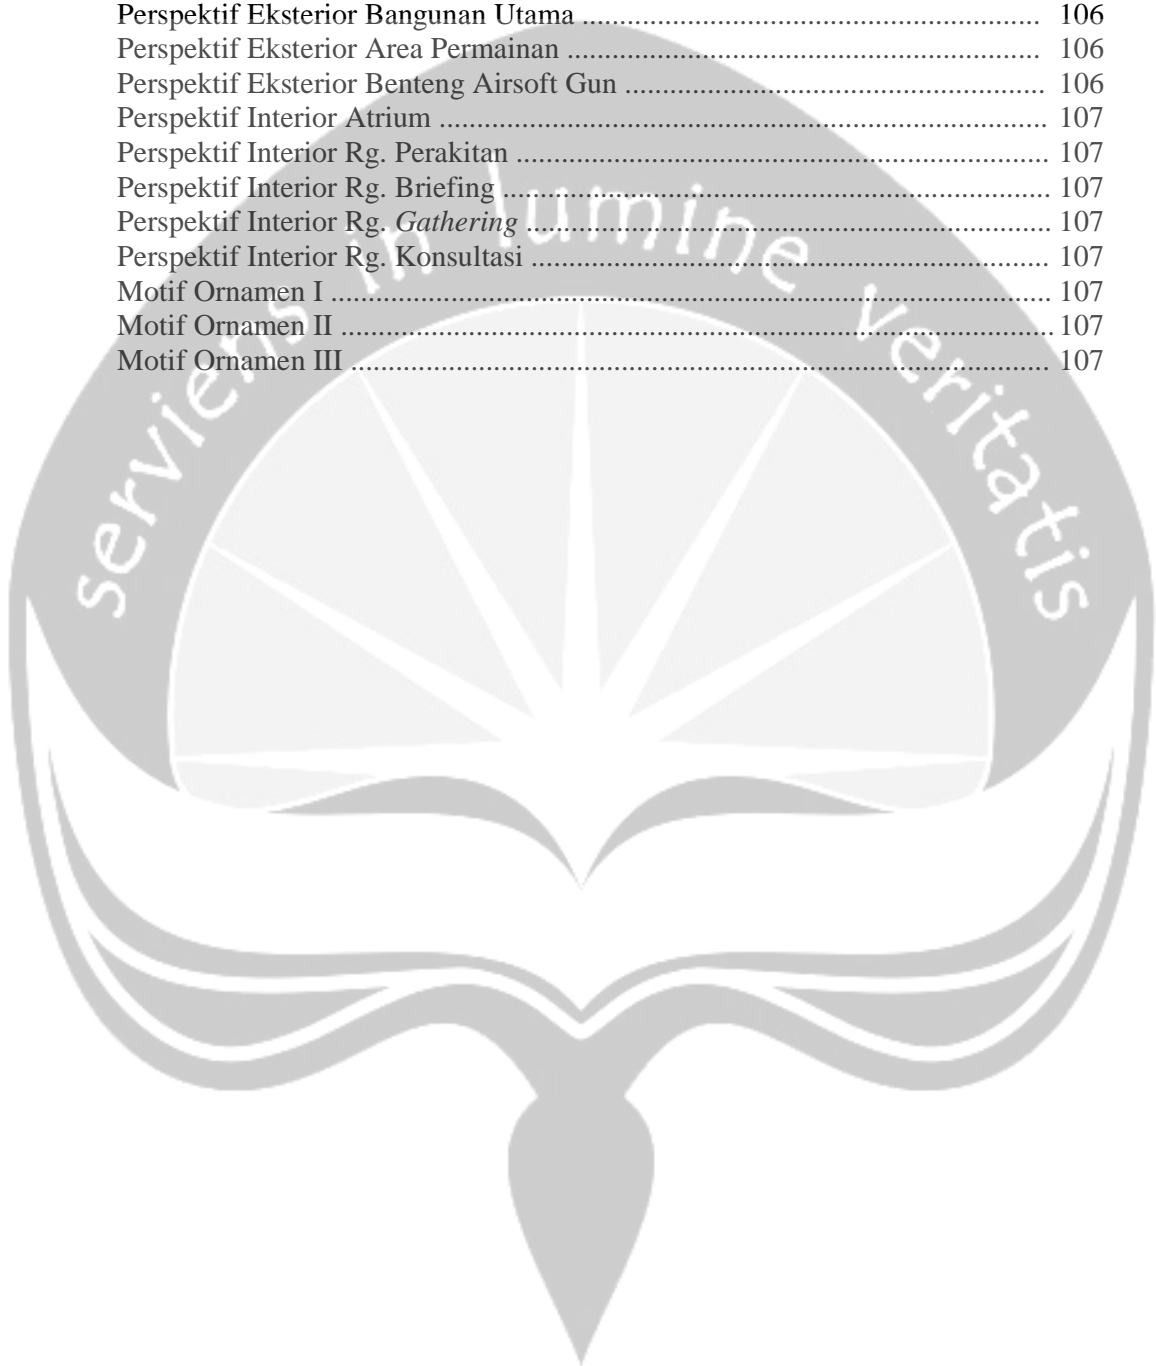 Perspektif Eksterior Bangunan Utama ............................................................. 106
Perspektif Eksterior Area Permainan ............................................................... 106
Perspektif Eksterior Benteng Airsoft Gun ........................................................ 106
Perspektif Interior Atrium ................................................................................. 107
Perspektif Interior Rg. Perakitan ....................................................................... 107
Perspektif Interior Rg. Briefing ......................................................................... 107
Perspektif Interior Rg. Gathering ...................................................................... 107
Perspektif Interior Rg. Konsultasi ..................................................................... 107
Motif Ornamen I ................................................................................................ 107
Motif Ornamen II ............................................................................................... 107
Motif Ornamen III ............................................................................................. 107
serviens in lumine veritatis